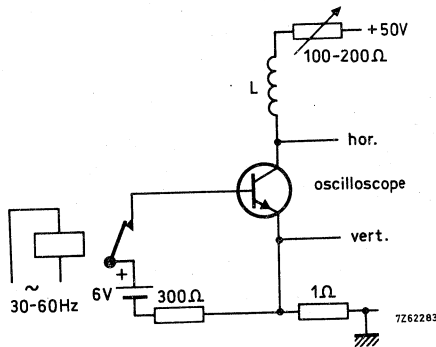 +50V
100-200Ω
L
hor.
oscilloscope
vert.
+
~
30-60Hz
6V
300Ω
1Ω
7Z62283